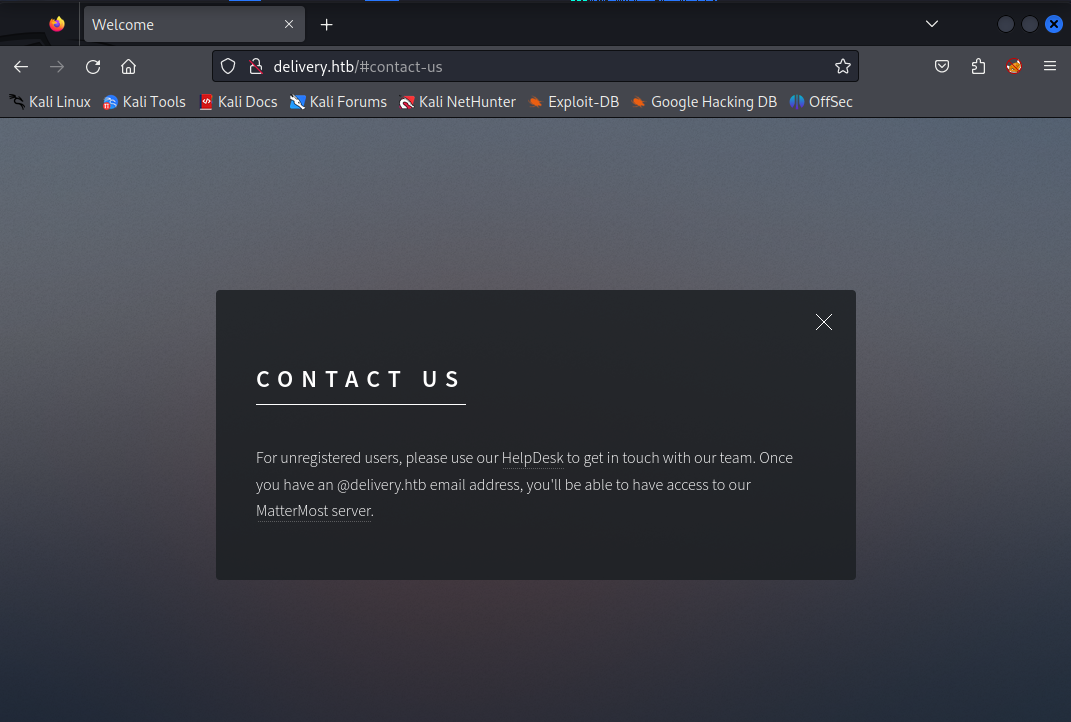 Welcome
delivery.htb/#contact-us
Kali Linux Kali Tools Kali Docs Kali Forums Kali NetHunter Exploit-DB Google Hacking DB OffSec
CONTACT US
For unregistered users, please use our HelpDesk to get in touch with our team. Once
you have an @delivery.htb email address, you'll be able to have access to our
MatterMost server.